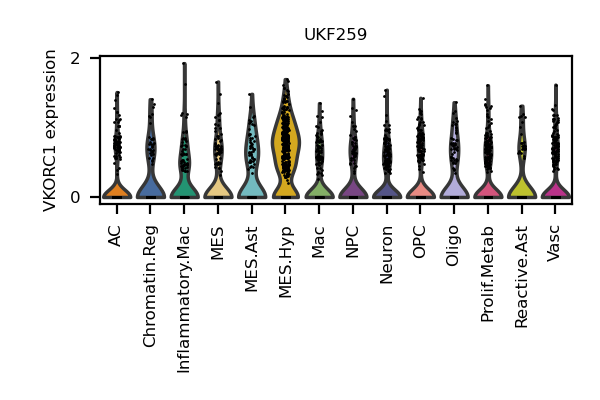 UKF259
VKORC1 expression
2
0
AC
Chromatin.Reg
Inflammatory.Mac
MES
MES.Ast
MES.Hyp
Mac
NPC
Neuron
OPC
Oligo
Prolif.Metab
Reactive.Ast
Vasc